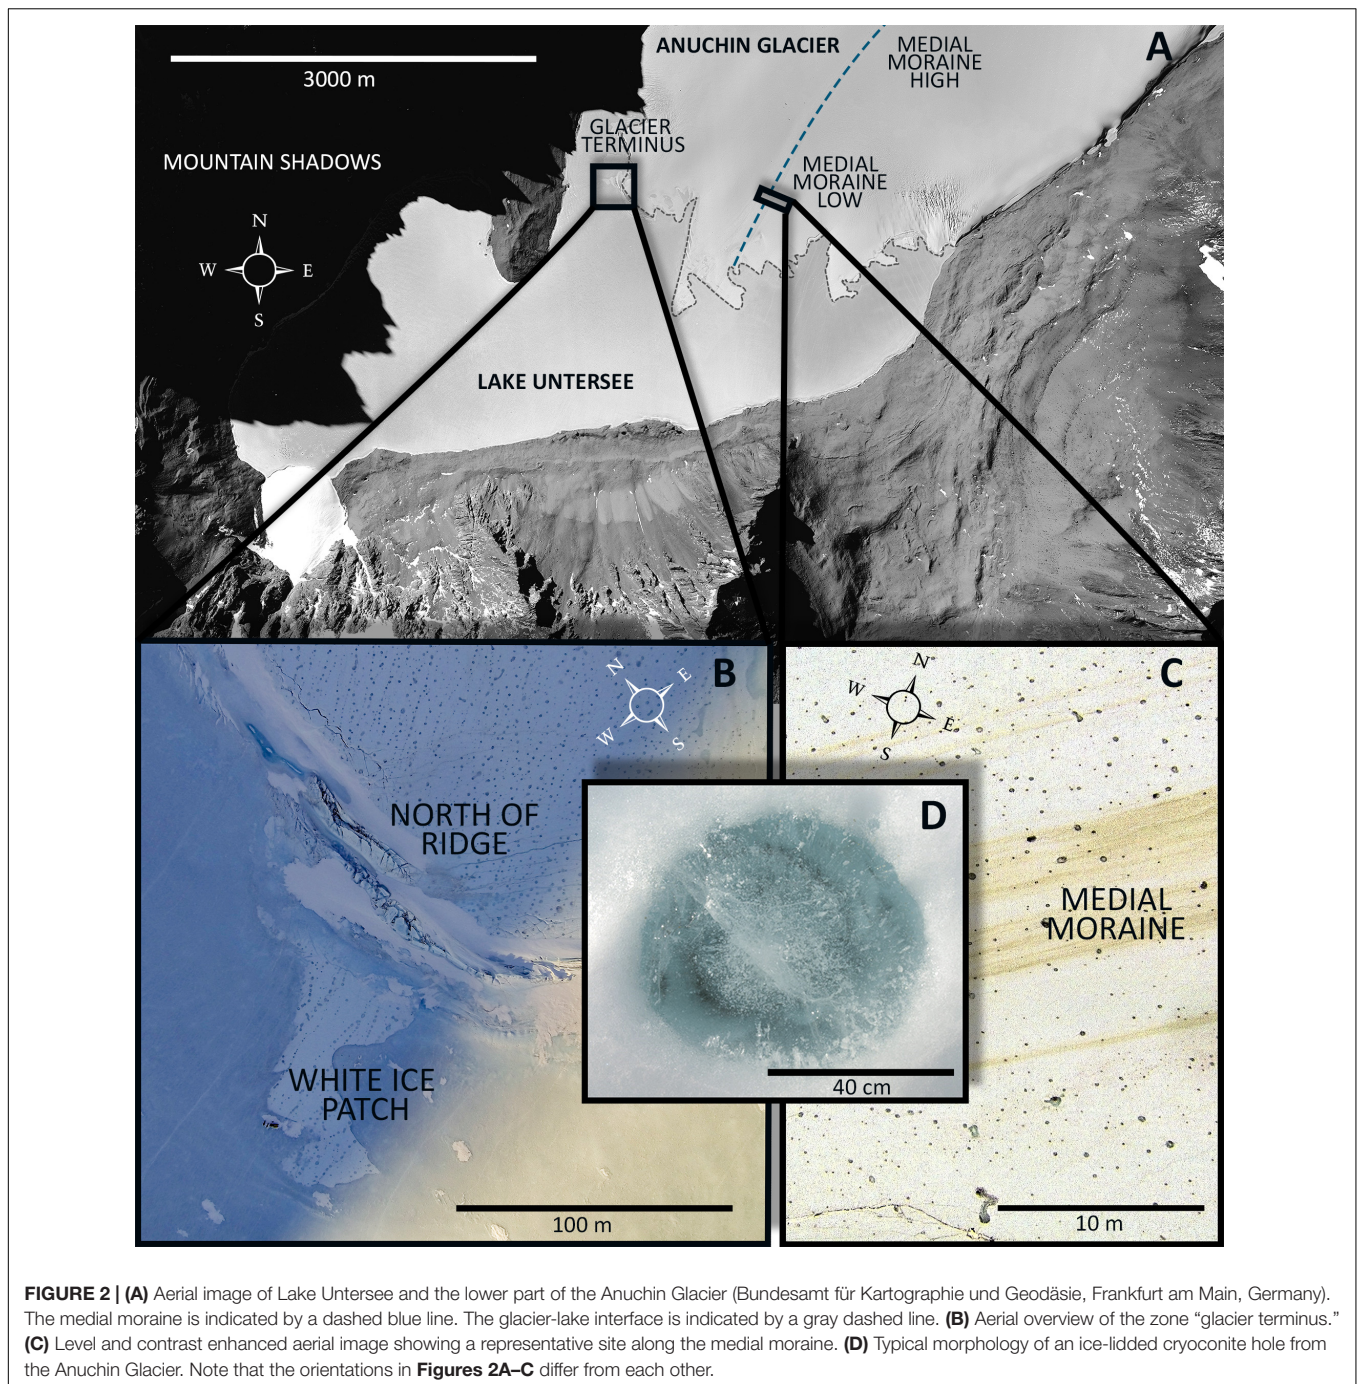 ANUCHIN GLACIER
MEDIAL
MORAINE
HIGH
A
3000 m
GLACIER
TERMINUS
MOUNTAIN SHADOWS
MEDIAL
MORAINE
LOW
N
W E
S
LAKE UNTERSEE
B
N E
W S
NORTH OF
RIDGE
WHITE ICE
PATCH
100 m
C
N
W E
S
MEDIAL
MORAINE
10 m
D
40 cm
FIGURE 2 | (A) Aerial image of Lake Untersee and the lower part of the Anuchin Glacier (Bundesamt für Kartographie und Geodäsie, Frankfurt am Main, Germany).
The medial moraine is indicated by a dashed blue line. The glacier-lake interface is indicated by a gray dashed line. (B) Aerial overview of the zone “glacier terminus.”
(C) Level and contrast enhanced aerial image showing a representative site along the medial moraine. (D) Typical morphology of an ice-lidded cryoconite hole from
the Anuchin Glacier. Note that the orientations in Figures 2A–C differ from each other.